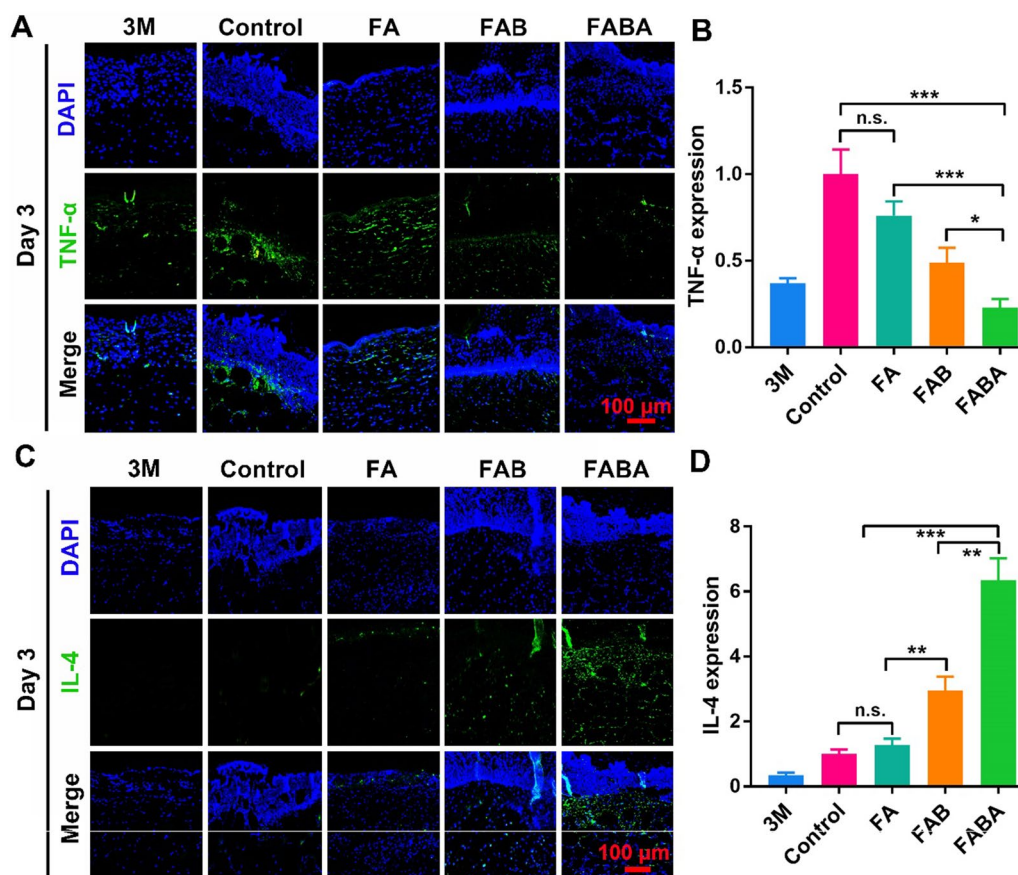 A
3M Control FA FAB FABA
Day 3
DAPI
TNF-α
Merge
100 µm
B
TNF-α expression
1.5
1.0
0.5
0.0
***
n.s.
***
*
3M Control FA FAB FABA
C
3M Control FA FAB FABA
Day 3
DAPI
IL-4
Merge
100 µm
D
IL-4 expression
8
6
4
2
0
***
**
**
n.s.
3M Control FA FAB FABA